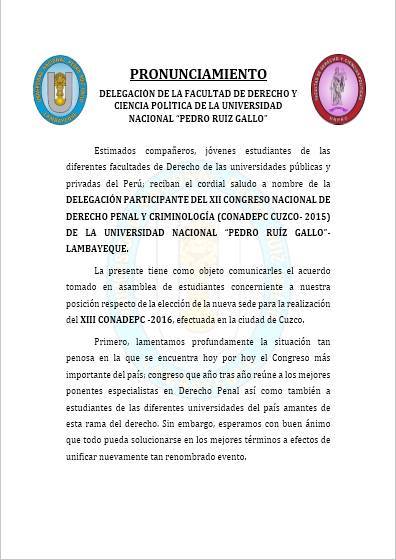 PRONUNCIAMIENTO
DELEGACION DE LA FACULTAD DE DERECHO Y
CIENCIA POLÍTICA DE LA UNIVERSIDAD
NACIONAL “PEDRO RUIZ GALLO”
Estimados compañeros, jóvenes estudiantes de las
diferentes facultades de Derecho de las universidades públicas y
privadas del Perú; reciban el cordial saludo a nombre de la
DELEGACIÓN PARTICIPANTE DEL XII CONGRESO NACIONAL DE
DERECHO PENAL Y CRIMINOLOGÍA (CONADEPC CUZCO- 2015)
DE LA UNIVERSIDAD NACIONAL “PEDRO RUÍZ GALLO”-
LAMBAYEQUE.
La presente tiene como objeto comunicarles el acuerdo
tomado en asamblea de estudiantes concerniente a nuestra
posición respecto de la elección de la nueva sede para la realización
del XIII CONADEPC -2016, efectuada en la ciudad de Cuzco.
Primero, lamentamos profundamente la situación tan
penosa en la que se encuentra hoy por hoy el Congreso más
importante del país; congreso que año tras año reúne a los mejores
ponentes especialistas en Derecho Penal así como también a
estudiantes de las diferentes universidades del país amantes de
esta rama del derecho. Sin embargo, esperamos con buen ánimo
que todo pueda solucionarse en los mejores términos a efectos de
unificar nuevamente tan renombrado evento.